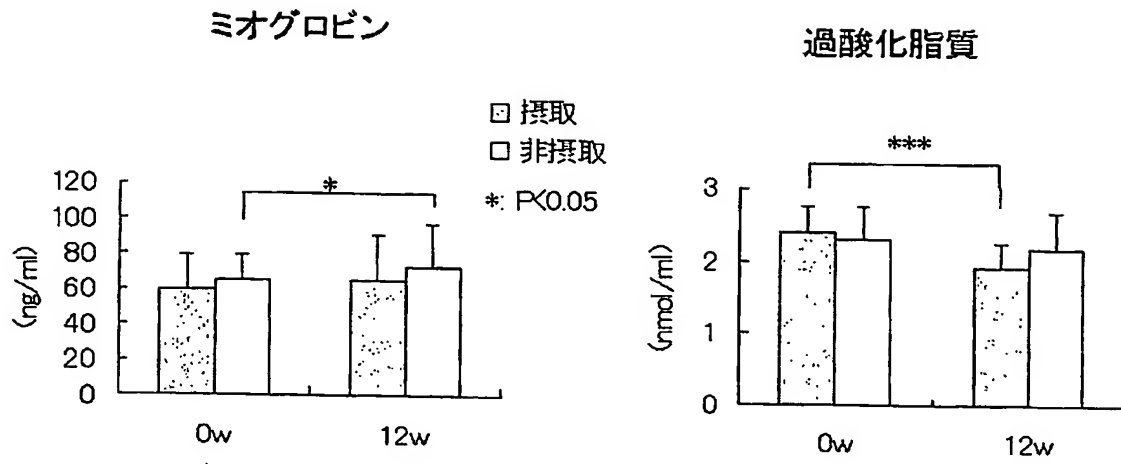 ミオグロビン
過酸化脂質
摂取
非摂取
*: P<0.05
*
***
(ng/ml)
120
100
80
60
40
20
0
0w
12w
(nmol/ml)
3
2
1
0
0w
12w